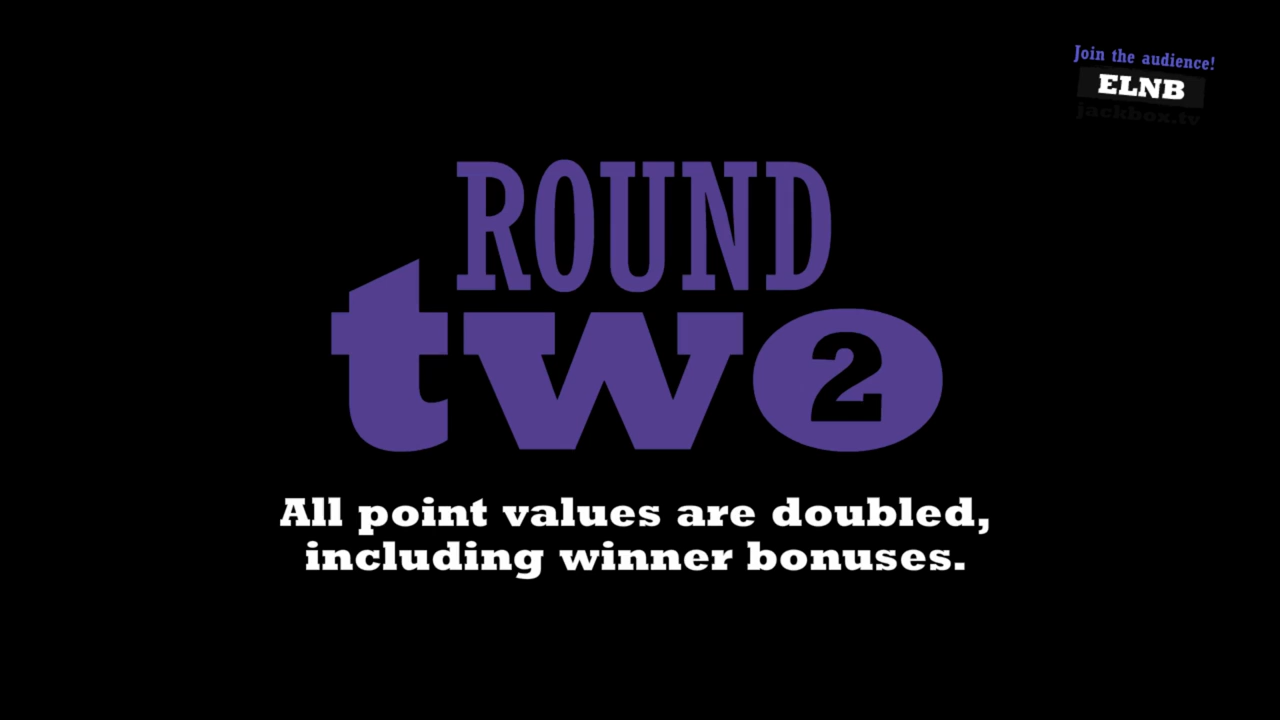 Join the audience!
ELNB
jackbox.tv
ROUND
two
2
All point values are doubled,
including winner bonuses.